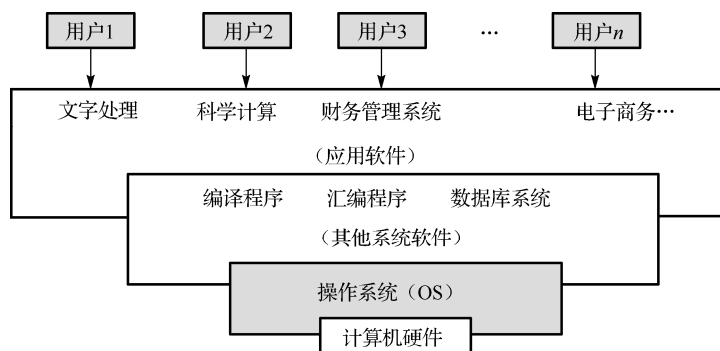 用户1 用户2 用户3 … 用户n
文字处理 科学计算 财务管理系统 电子商务…
（应用软件）
编译程序 汇编程序 数据库系统
（其他系统软件）
操作系统（OS）
计算机硬件